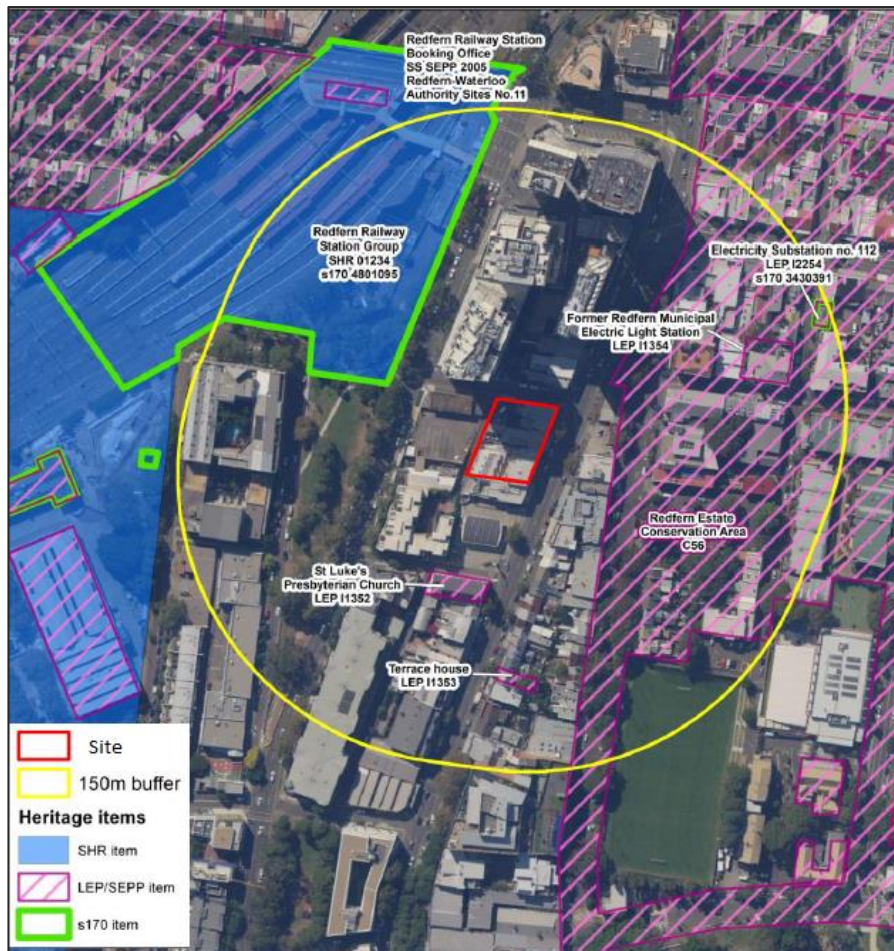 Redfern Railway Station
Booking Office
SS SEPP 2005
Redfern-Waterloo
Authority Sites No.11
Redfern Railway
Station Group
SHR 01234
s170 4801095
Electricity Substation no. 112
LEP I2254
s170 3430391
Former Redfern Municipal
Electric Light Station
LEP I1354
Redfern Estate
Conservation Area
C56
St Luke's
Presbyterian Church
LEP I1352
Terrace house
LEP I1353
Site
150m buffer
Heritage items
SHR item
LEP/SEPP item
s170 item